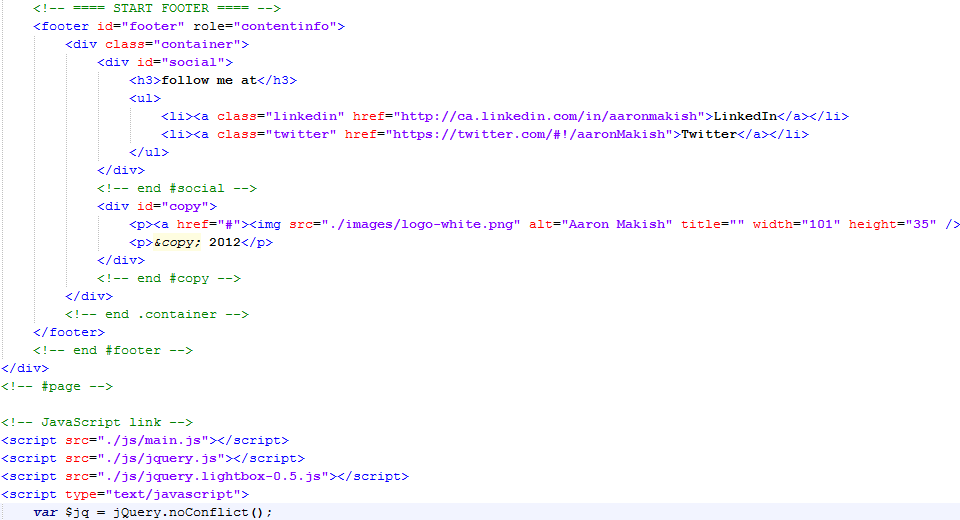 <!-- ==== START FOOTER ==== -->
<footer id="footer" role="contentinfo">
<div class="container">
<div id="social">
<h3>follow me at</h3>
<ul>
<li><a class="linkedin" href="http://ca.linkedin.com/in/aaronmakish">LinkedIn</a></li>
<li><a class="twitter" href="https://twitter.com/#!/aaronMakish">Twitter</a></li>
</ul>
</div>
<!-- end #social -->
<div id="copy">
<p><a href="#"><img src="./images/logo-white.png" alt="Aaron Makish" title="" width="101" height="35" />
<p>&copy; 2012</p>
</div>
<!-- end #copy -->
</div>
<!-- end .container -->
</footer>
<!-- end #footer -->
</div>
<!-- #page -->
<!-- JavaScript link -->
<script src="./js/main.js"></script>
<script src="./js/jquery.js"></script>
<script src="./js/jquery.lightbox-0.5.js"></script>
<script type="text/javascript">
var $jq = jQuery.noConflict();